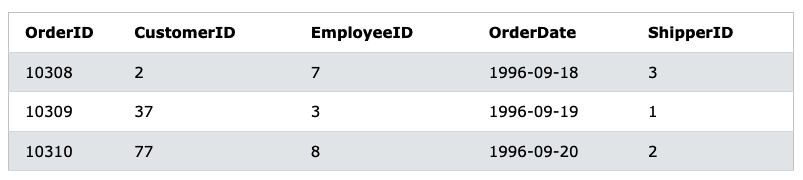 OrderID CustomerID EmployeeID OrderDate ShipperID
10308 2 7 1996-09-18 3
10309 37 3 1996-09-19 1
10310 77 8 1996-09-20 2